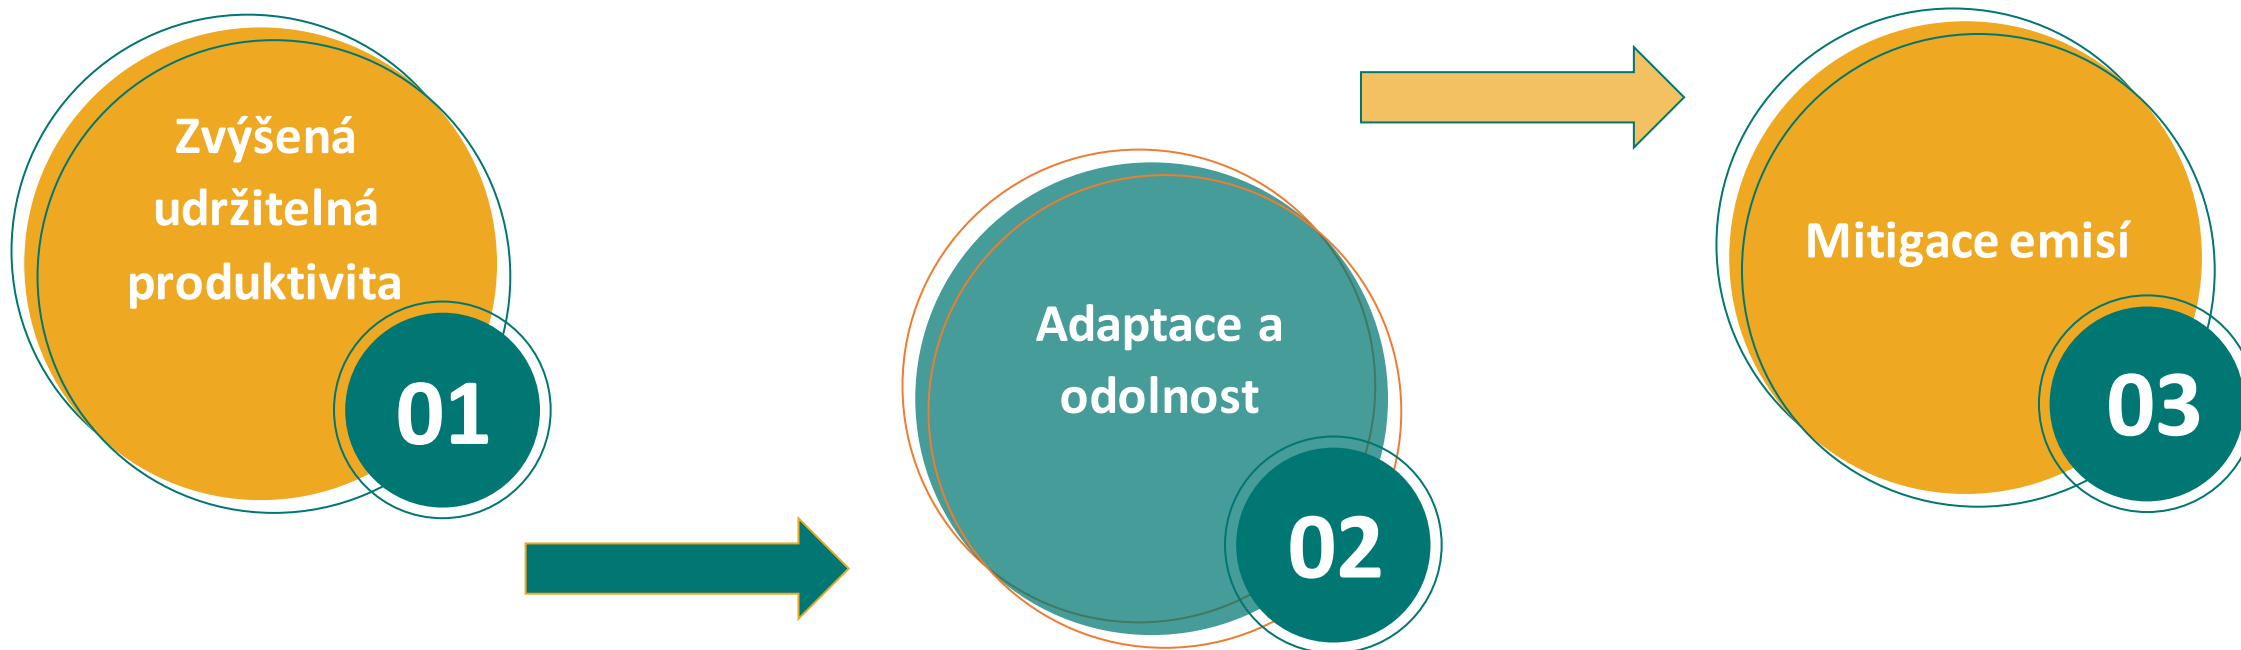 Zvýšená
udržitelná
produktivita
01
Adaptace a
odolnost
02
Mitigace emisí
03